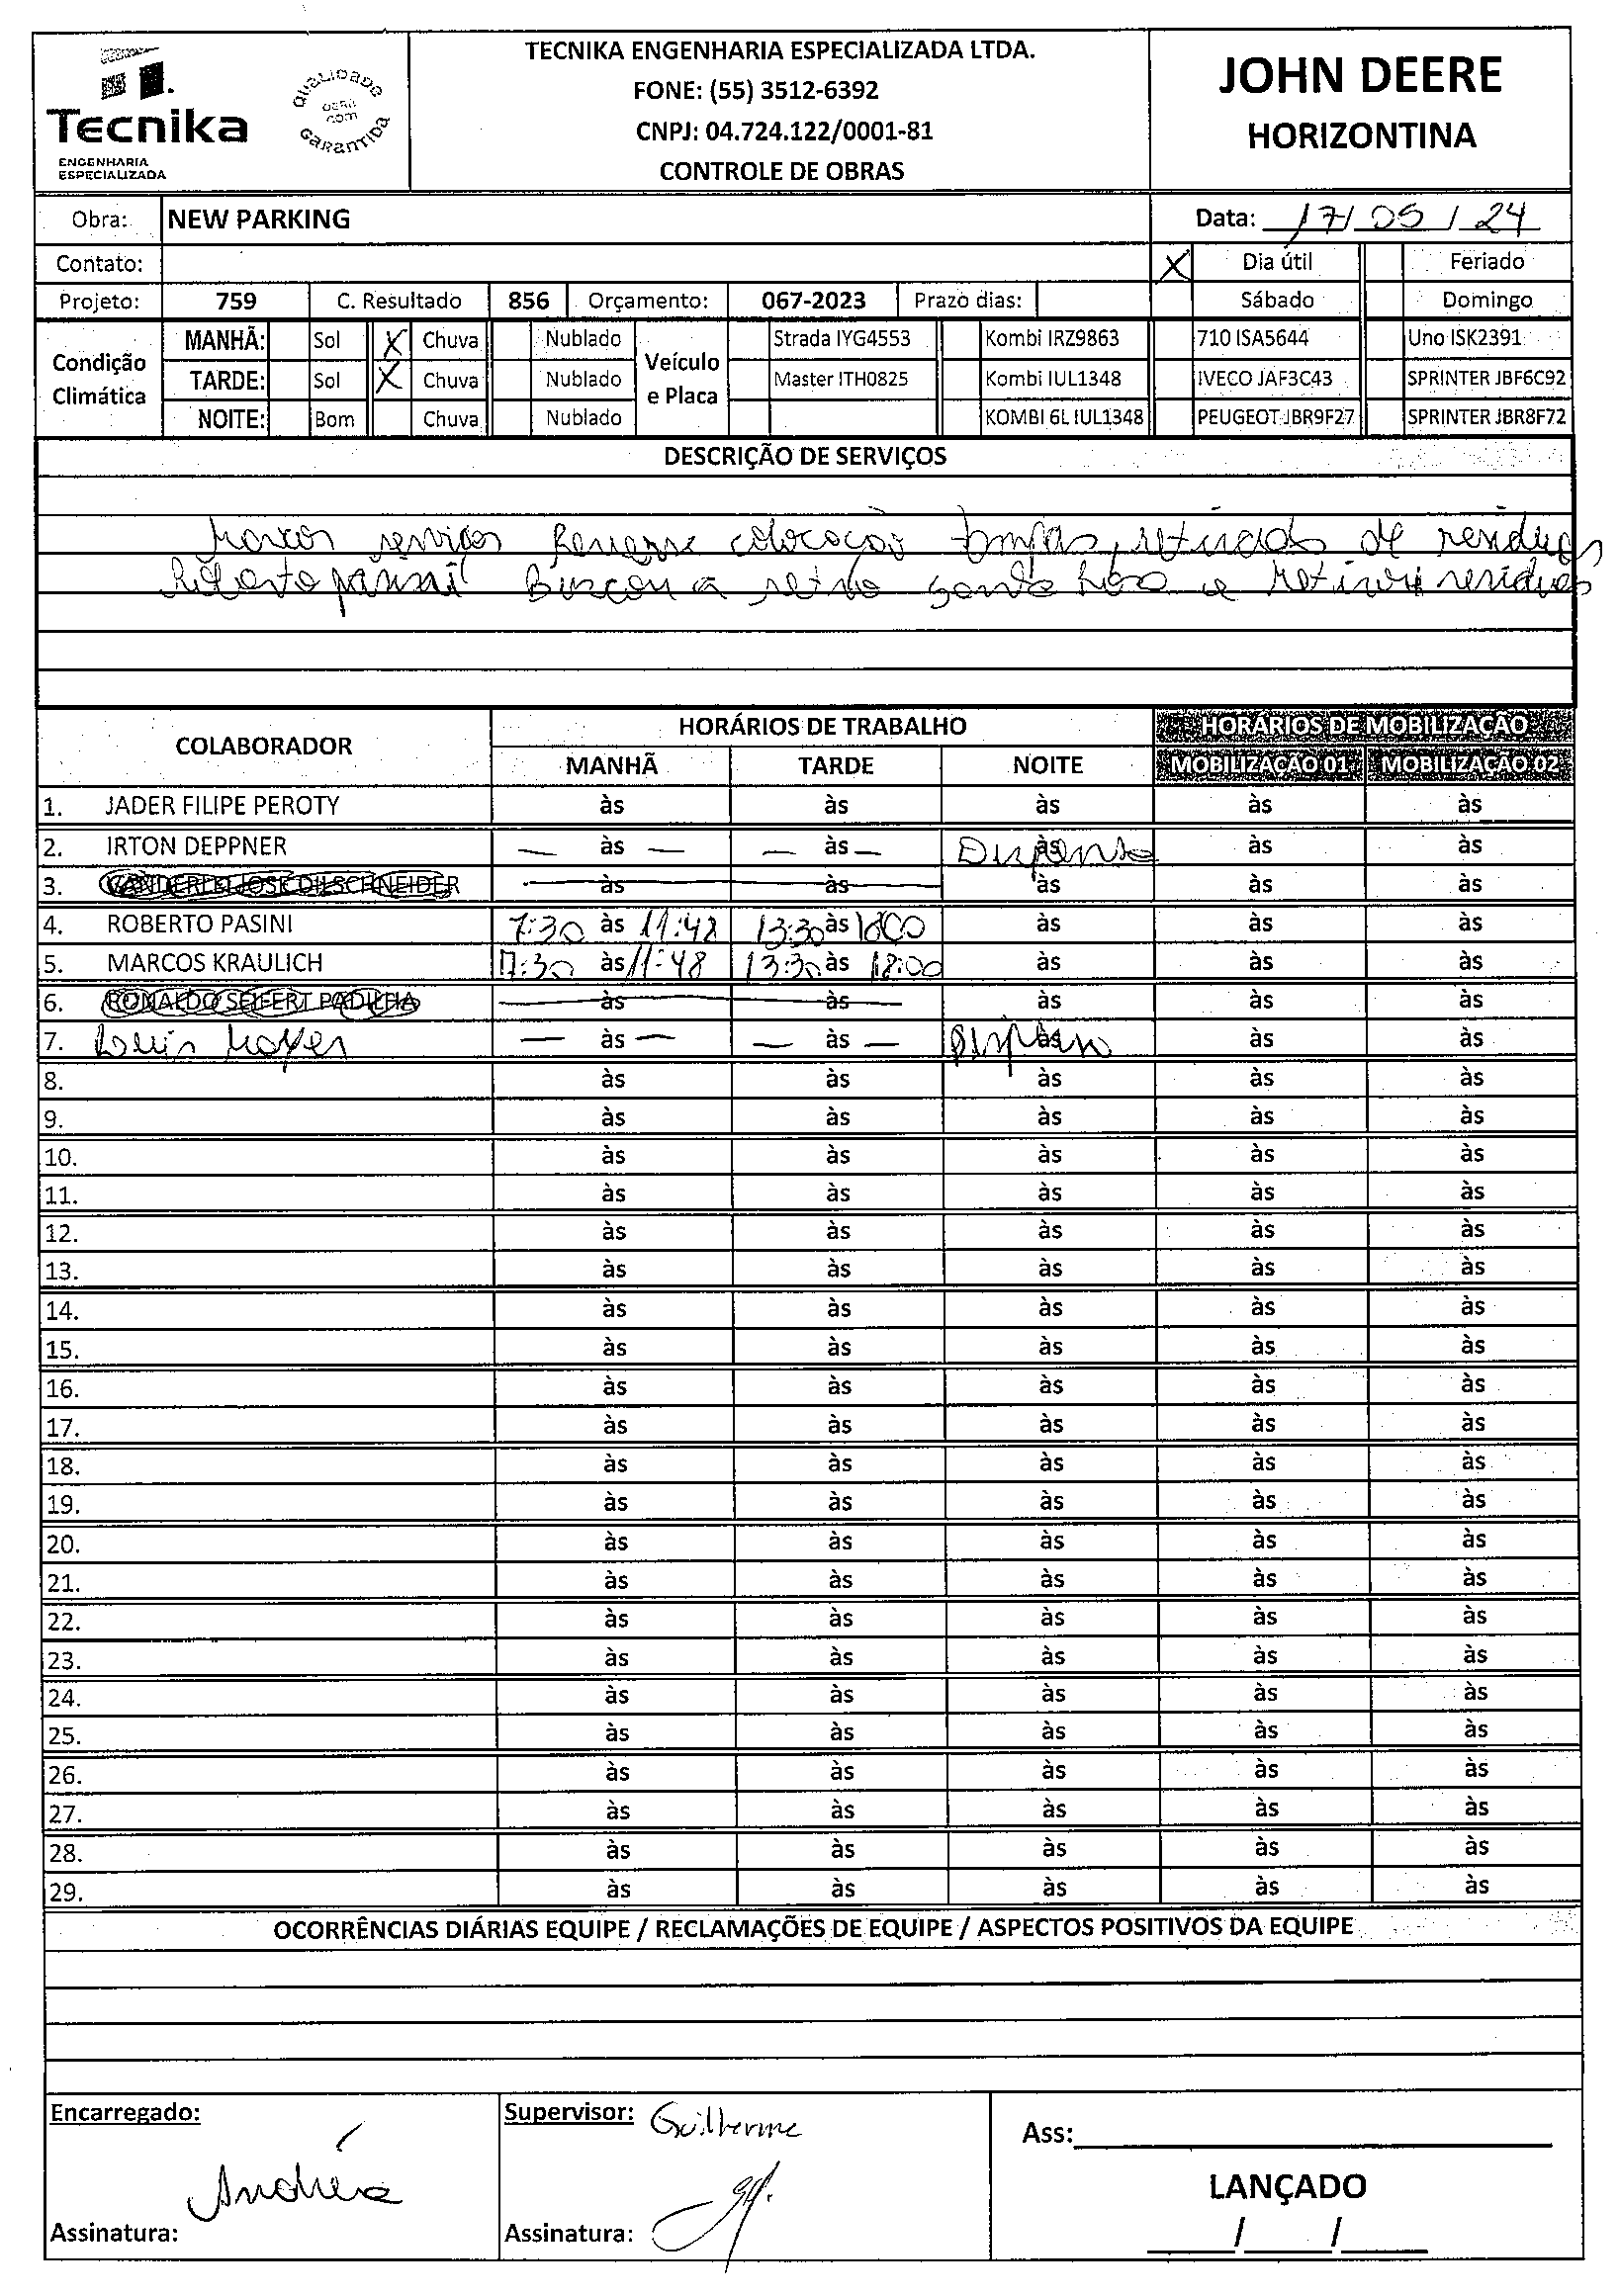 Tecnika
ENGENHARIA
ESPECIALIZADA
QUALIDADE
OBRA
COM
GARANTIDA
TECNIKA ENGENHARIA ESPECIALIZADA LTDA.
FONE: (55) 3512-6392
CNPJ: 04.724.122/0001-81
CONTROLE DE OBRAS
JOHN DEERE
HORIZONTINA
Obra: NEW PARKING Data: 17/05/24
Contato: X Dia útil Feriado
Projeto: 759 C. Resultado 856 Orçamento: 067-2023 Prazo dias: Sábado Domingo
Condição Climática
MANHÃ: Sol X Chuva Nublado
TARDE: Sol X Chuva Nublado
NOITE: Bom Chuva Nublado
Veículo e Placa
Strada IYG4553 Kombi IRZ9863 710 ISA5644 Uno ISK2391
Master ITH0825 Kombi IUL1348 IVECO JAF3C43 SPRINTER JBF6C92
KOMBI 6L IUL1348 PEUGEOT JBR9F27 SPRINTER JBR8F72
DESCRIÇÃO DE SERVIÇOS
Marcos serviços colocação tampas, retirada de residuos
Roberto pasini Buscou a retro Santa Rosa e retirou residuos
COLABORADOR HORÁRIOS DE TRABALHO HORÁRIOS DE MOBILIZAÇÃO
MANHÃ TARDE NOITE MOBILIZAÇÃO 01 MOBILIZAÇÃO 02
1. JADER FILIPE PEROTY às às às às às
2. IRTON DEPPNER — às — — às — Dispenso às às às
3. VANDERLEI JOSE DILSCHNEIDER às às às às às
4. ROBERTO PASINI 7:30 às 11:48 13:30 às 18:00 às às às
5. MARCOS KRAULICH 7:30 às 11:48 13:30 às 18:00 às às às
6. RONALDO SEIFERT PADILHA às às às às às
7. Luis — às — — às — às às às
8. às às às às às
9. às às às às às
10. às às às às às
11. às às às às às
12. às às às às às
13. às às às às às
14. às às às às às
15. às às às às às
16. às às às às às
17. às às às às às
18. às às às às às
19. às às às às às
20. às às às às às
21. às às às às às
22. às às às às às
23. às às às às às
24. às às às às às
25. às às às às às
26. às às às às às
27. às às às às às
28. às às às às às
29. às às às às às
OCORRÊNCIAS DIÁRIAS EQUIPE / RECLAMAÇÕES DE EQUIPE / ASPECTOS POSITIVOS DA EQUIPE
Encarregado:
Andréia
Assinatura:
Supervisor: Guilherme
Assinatura:
Ass:
LANÇADO
/ /